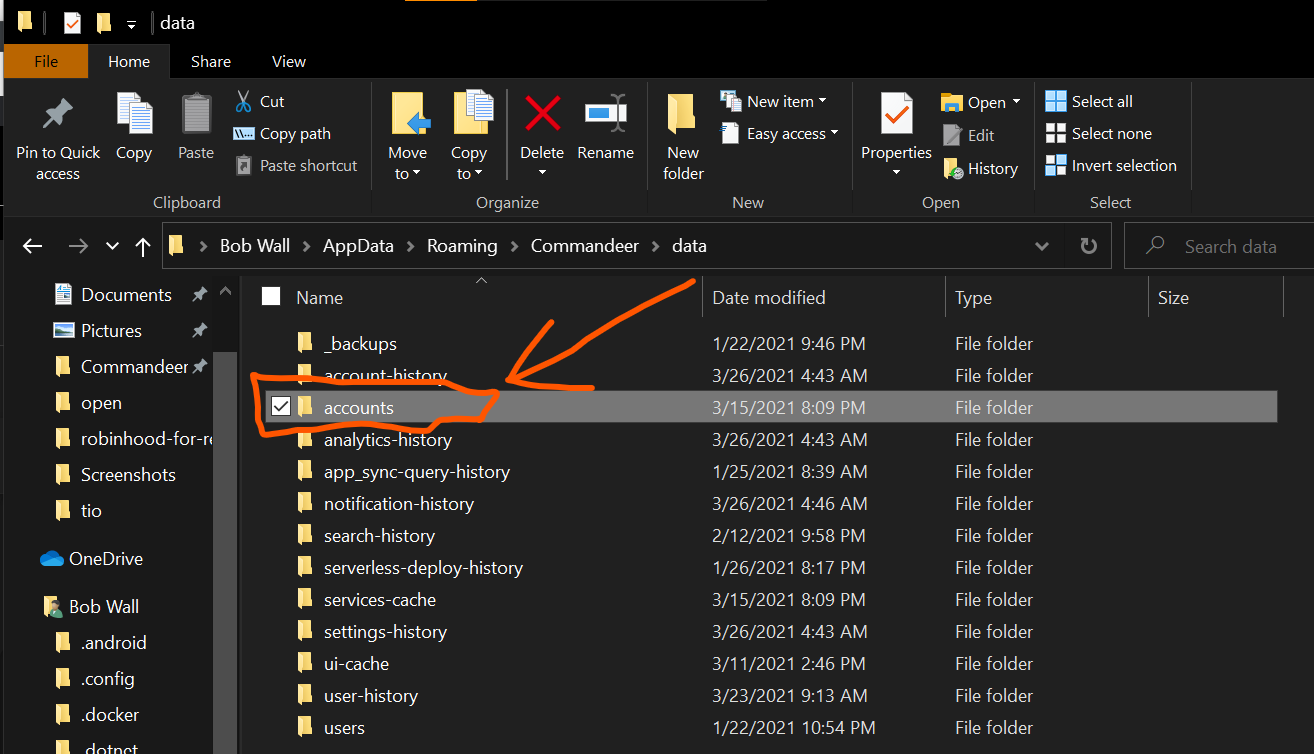 data
File Home Share View
Pin to Quick access
Copy
Paste
Cut
Copy path
Paste shortcut
Clipboard
Move to
Copy to
Delete
Rename
Organize
New folder
New item
Easy access
New
Properties
Open
Edit
History
Open
Select all
Select none
Invert selection
Select
Bob Wall AppData Roaming Commandeer data
Search data
Documents
Pictures
Commandeer
open
robinhood-for-re
Screenshots
tio
OneDrive
Bob Wall
.android
.config
.docker
.dotnet
Name Date modified Type Size
_backups 1/22/2021 9:46 PM File folder
account-history 3/26/2021 4:43 AM File folder
accounts 3/15/2021 8:09 PM File folder
analytics-history 3/26/2021 4:43 AM File folder
app_sync-query-history 1/25/2021 8:39 AM File folder
notification-history 3/26/2021 4:46 AM File folder
search-history 2/12/2021 9:58 PM File folder
serverless-deploy-history 1/26/2021 8:17 PM File folder
services-cache 3/15/2021 8:09 PM File folder
settings-history 3/26/2021 4:43 AM File folder
ui-cache 3/11/2021 2:46 PM File folder
user-history 3/23/2021 9:13 AM File folder
users 1/22/2021 10:54 PM File folder